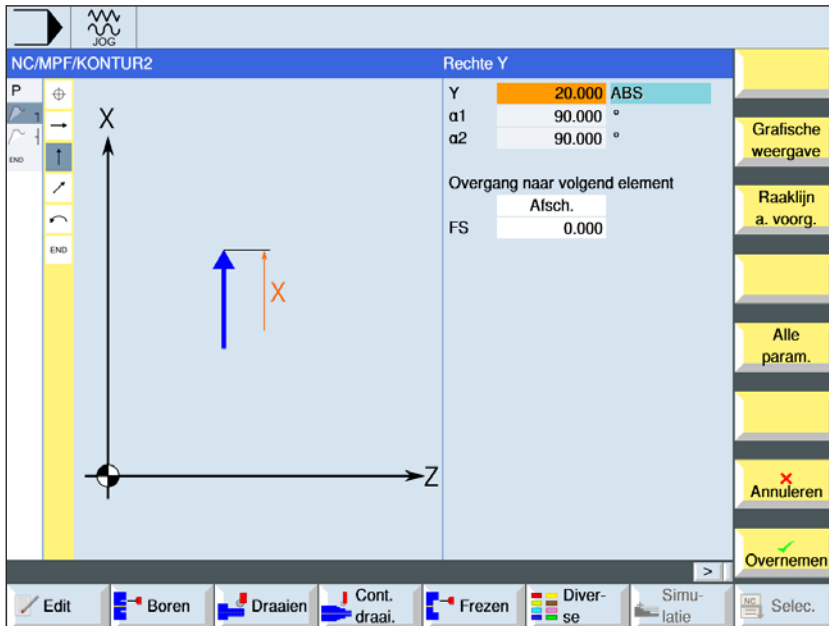 JOG
NC/MPF/KONTUR2
Rechte Y
P
1
END
END
X
X
Z
Y 20.000 ABS
α1 90.000 °
α2 90.000 °
Overgang naar volgend element
Afsch.
FS 0.000
Grafische
weergave
Raaklijn
a. voorg.
Alle
param.
Annuleren
Overnemen
>
Edit
Boren
Draaien
Cont.
draai.
Frezen
Diver-
se
Simu-
latie
NC
Selec.